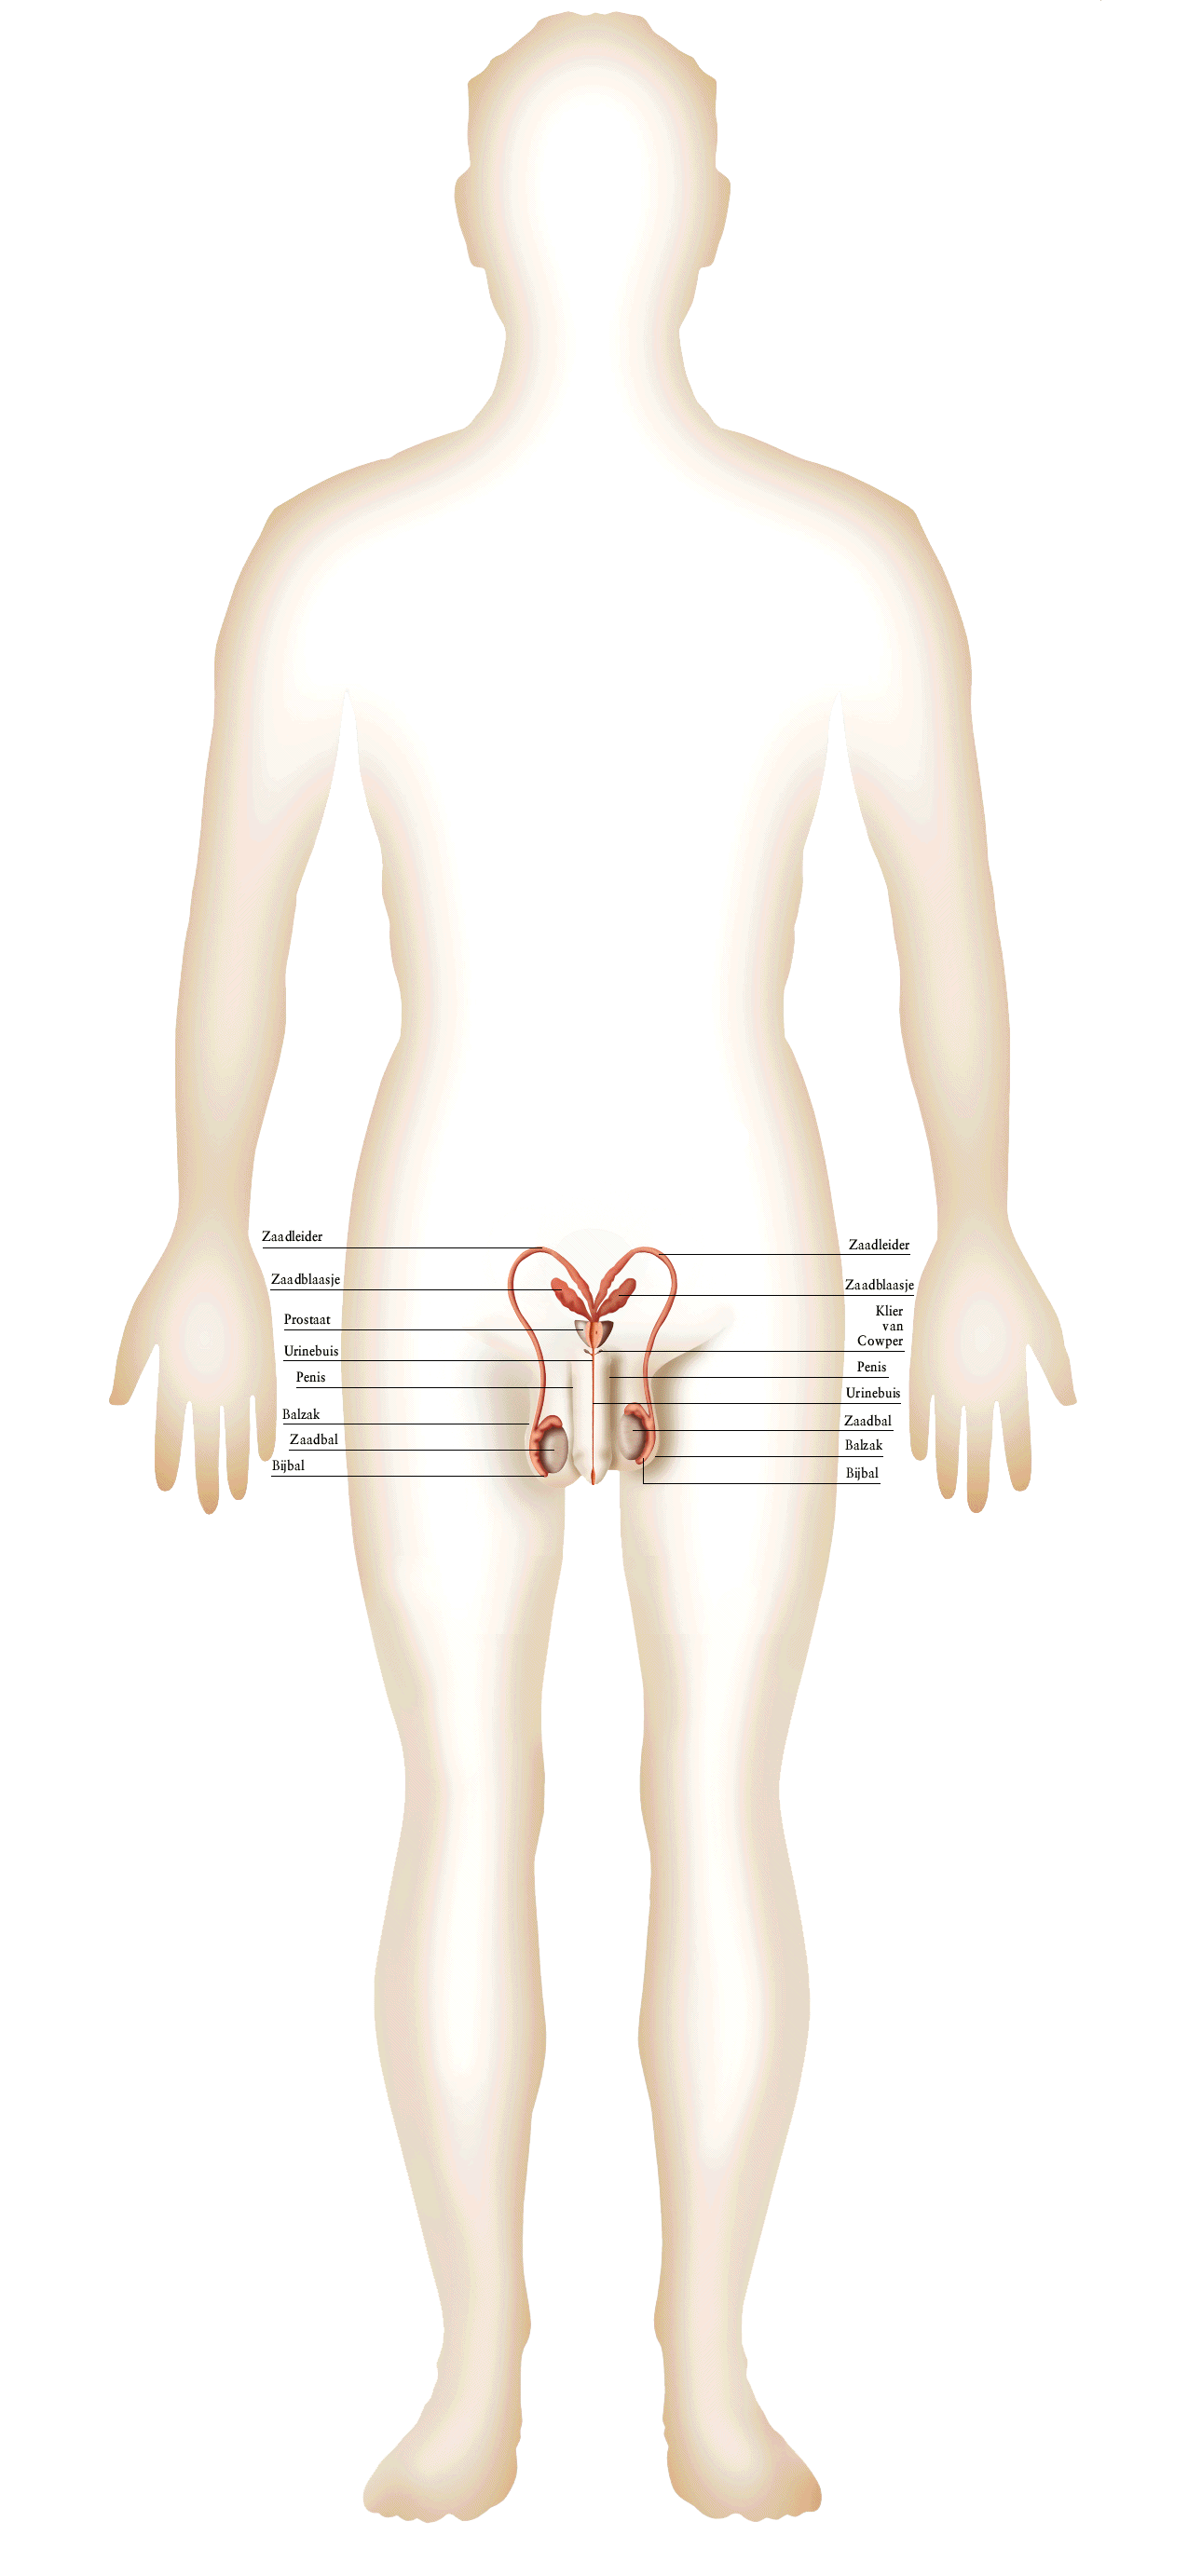 Zaadleider
Zaadblaasje
Prostaat
Urinebuis
Penis
Balzak
Zaadbal
Bijbal
Zaadleider
Zaadblaasje
Klier
van
Cowper
Penis
Urinebuis
Zaadbal
Balzak
Bijbal